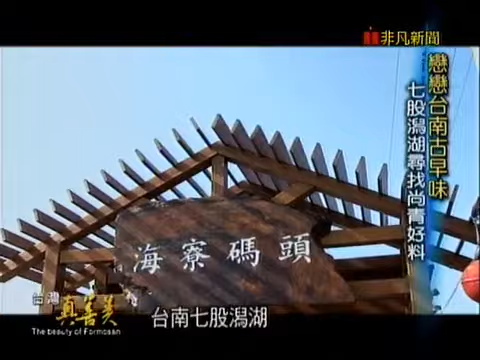 非凡新聞
戀戀台南古早味
七股潟湖尋找尚青好料
海寮碼頭
台灣
真善美
The beauty of Formosan
台南七股潟湖